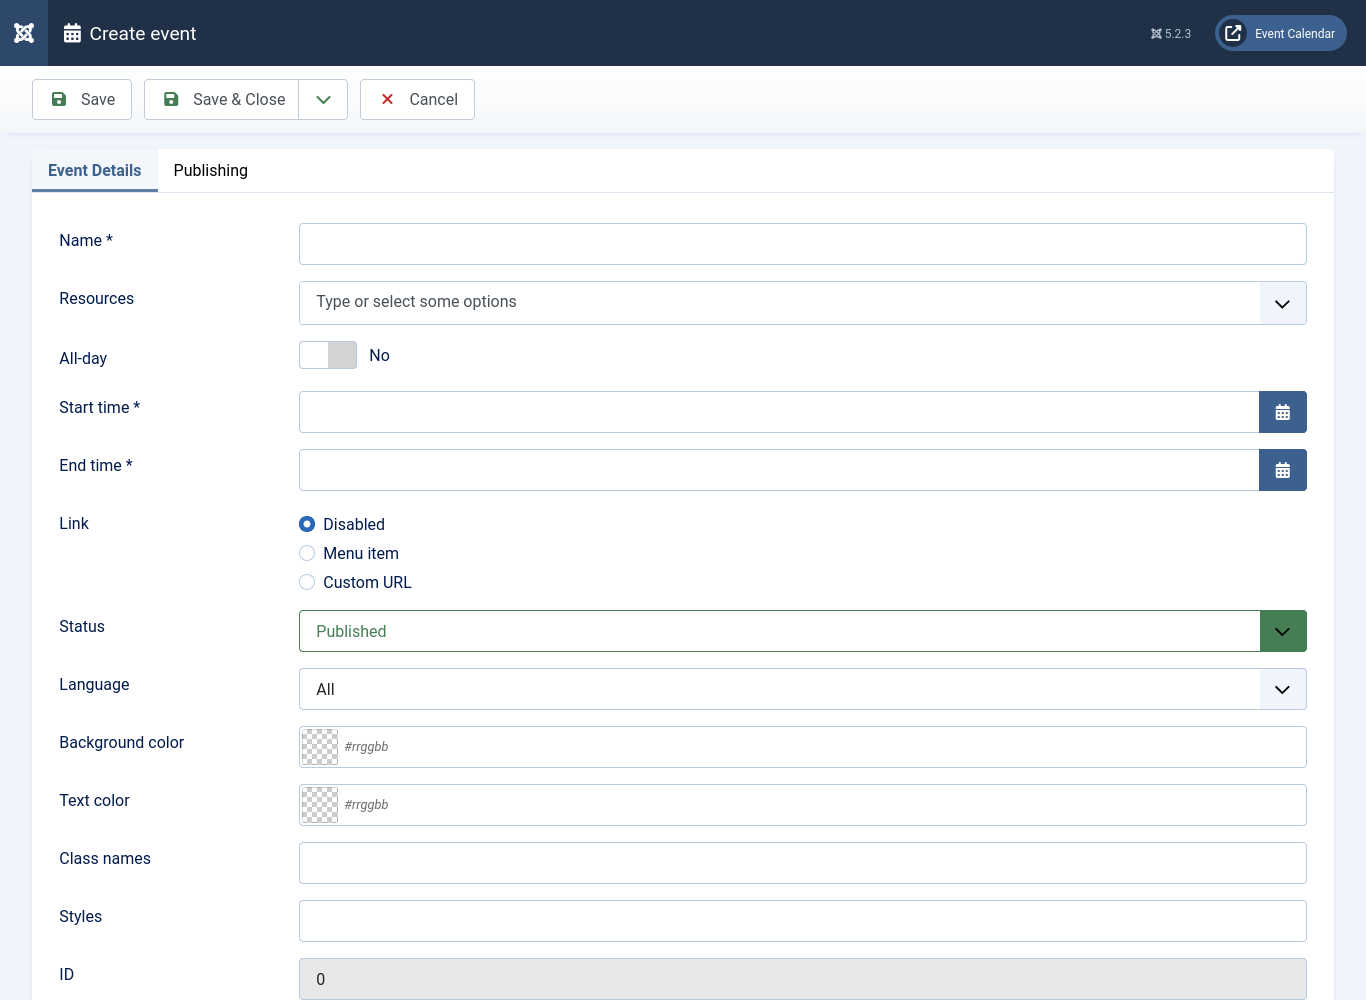 Create event
5.2.3
Event Calendar
Save
Save & Close
Cancel
Event Details
Publishing
Name *
Resources
Type or select some options
All-day
No
Start time *
End time *
Link
Disabled
Menu item
Custom URL
Status
Published
Language
All
Background color
#rrggbb
Text color
#rrggbb
Class names
Styles
ID
0